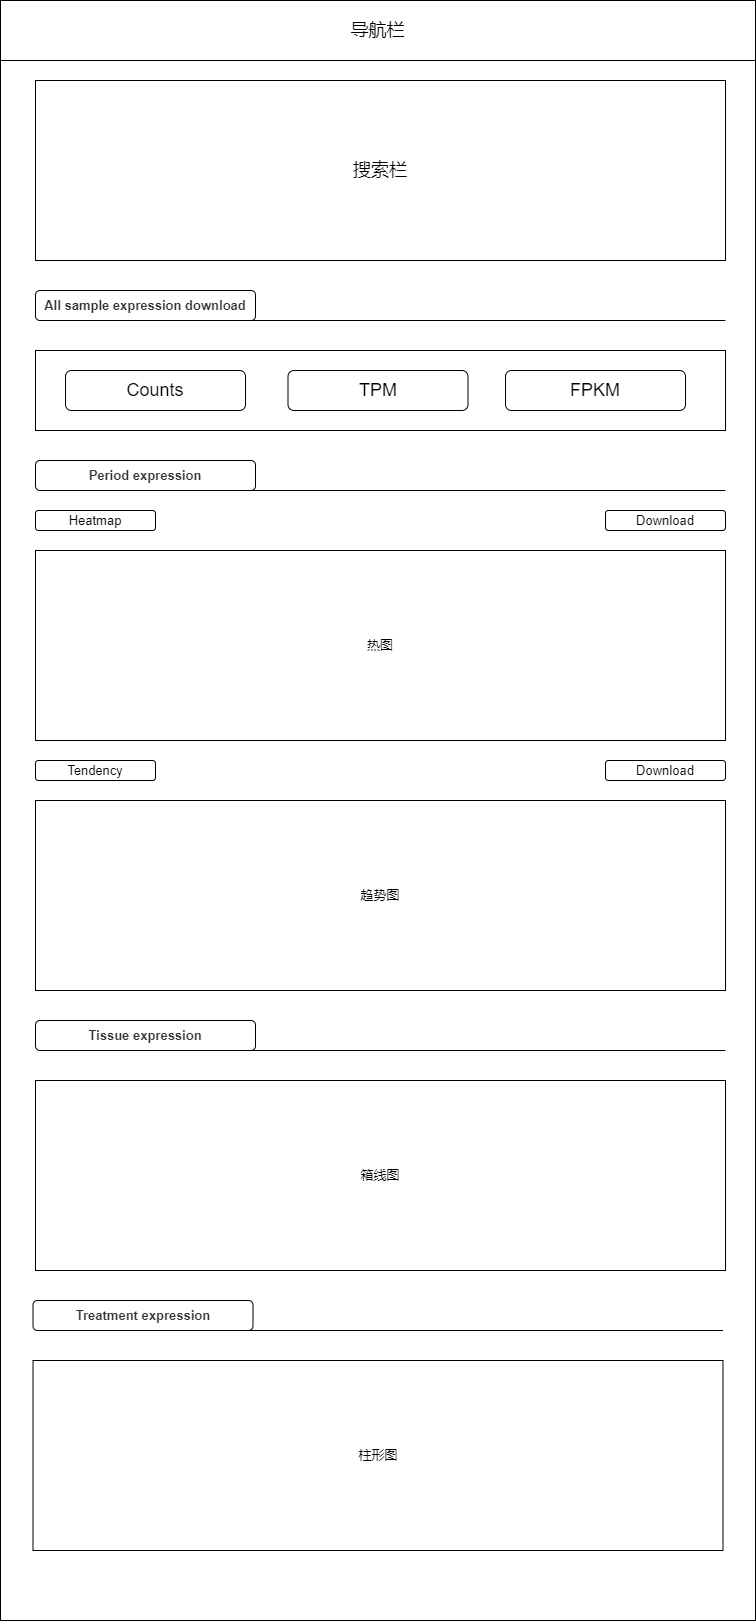 导航栏
搜索栏
All sample expression download
Counts
TPM
FPKM
Period expression
Heatmap
Download
热图
Tendency
Download
趋势图
Tissue expression
箱线图
Treatment expression
柱形图